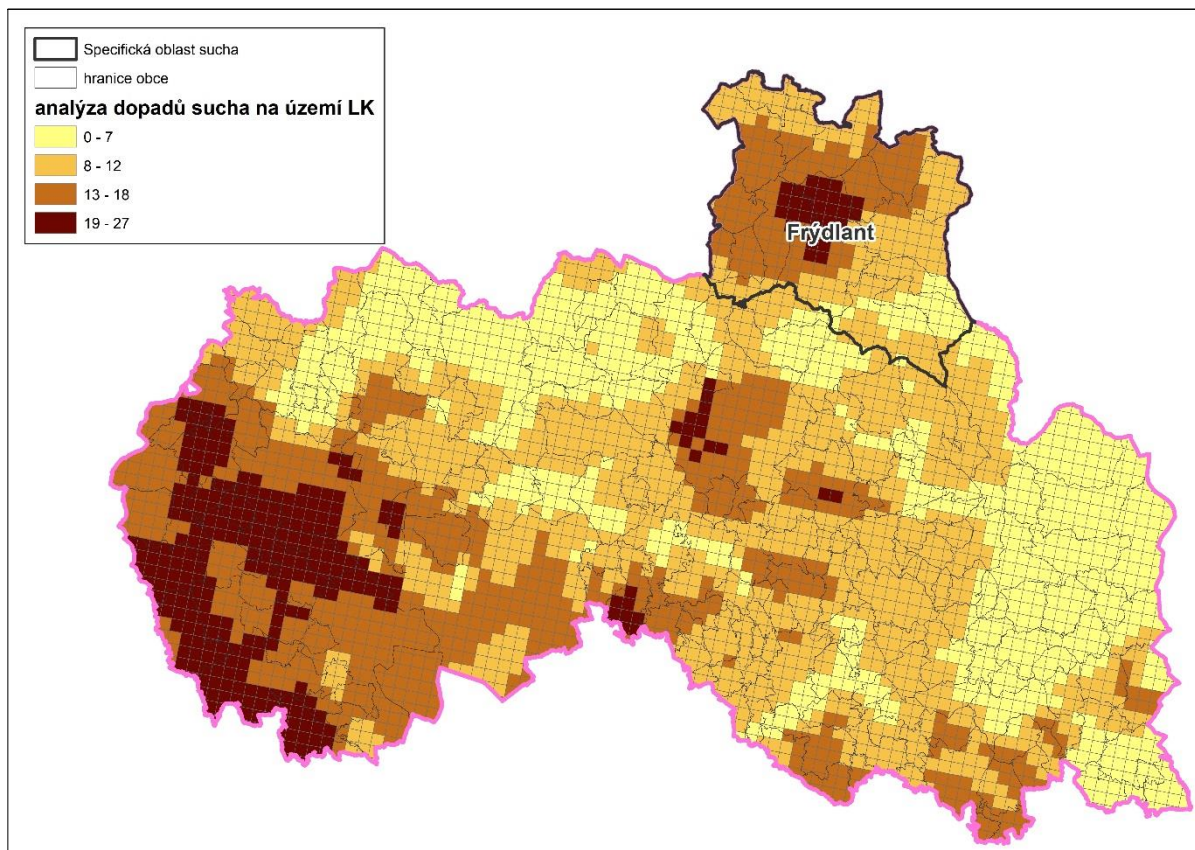 Specifická oblast sucha
hranice obce
analýza dopadů sucha na území LK
0 - 7
8 - 12
13 - 18
19 - 27
Frýdlant